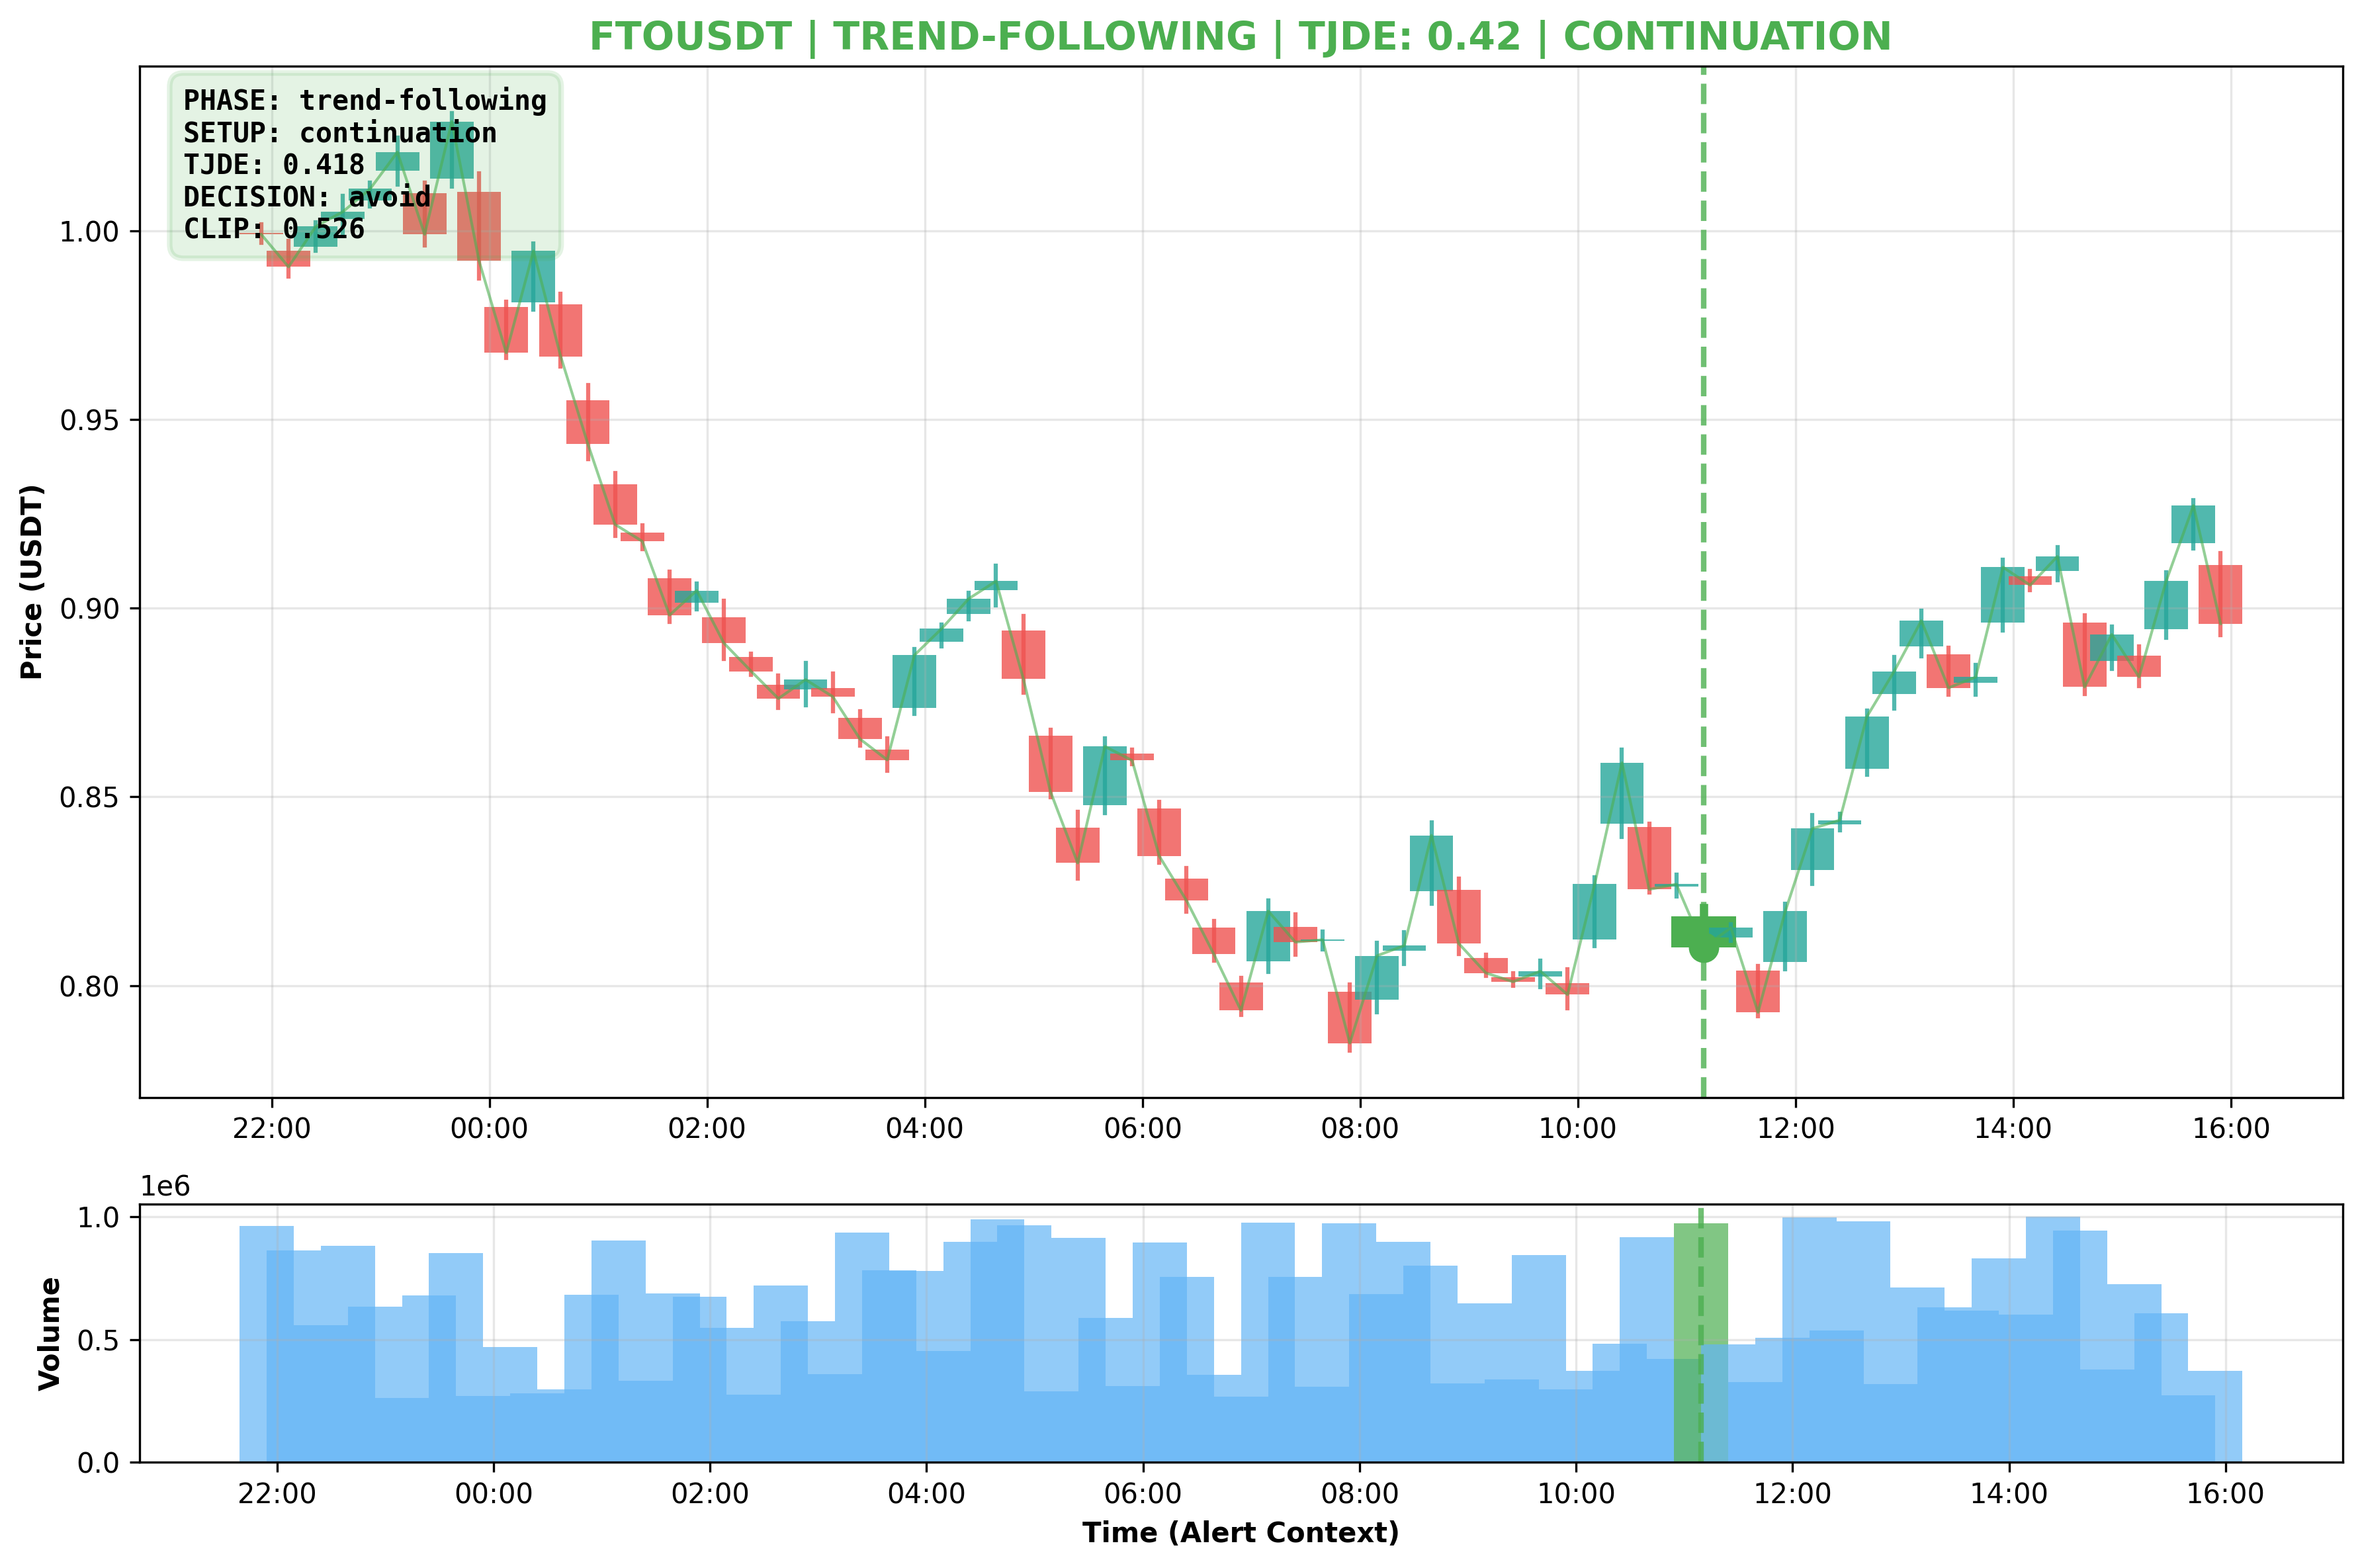 FTOUSDT | TREND-FOLLOWING | TJDE: 0.42 | CONTINUATION
PHASE: trend-following
SETUP: continuation
TJDE: 0.418
DECISION: avoid
CLIP: 0.526
Price (USDT)
1.00
0.95
0.90
0.85
0.80
22:00 00:00 02:00 04:00 06:00 08:00 10:00 12:00 14:00 16:00
1e6
Volume
1.0
0.5
0.0
22:00 00:00 02:00 04:00 06:00 08:00 10:00 12:00 14:00 16:00
Time (Alert Context)